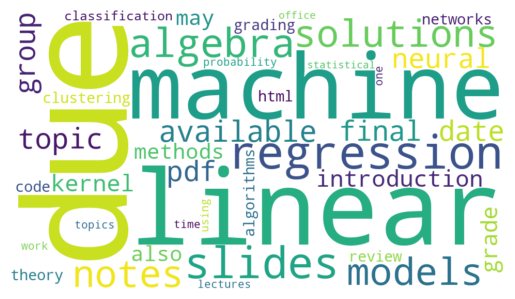 classification
may
office
networks
group
algebra
grading
solutions
neural
probability
statistical
one
due
machine
clustering
html
topic
available
final
date
methods
regression
pdf
code
kernel
introduction
linear
algorithms
topics
time
using
grade
work
also
slides
review
models
theory
notes
lectures